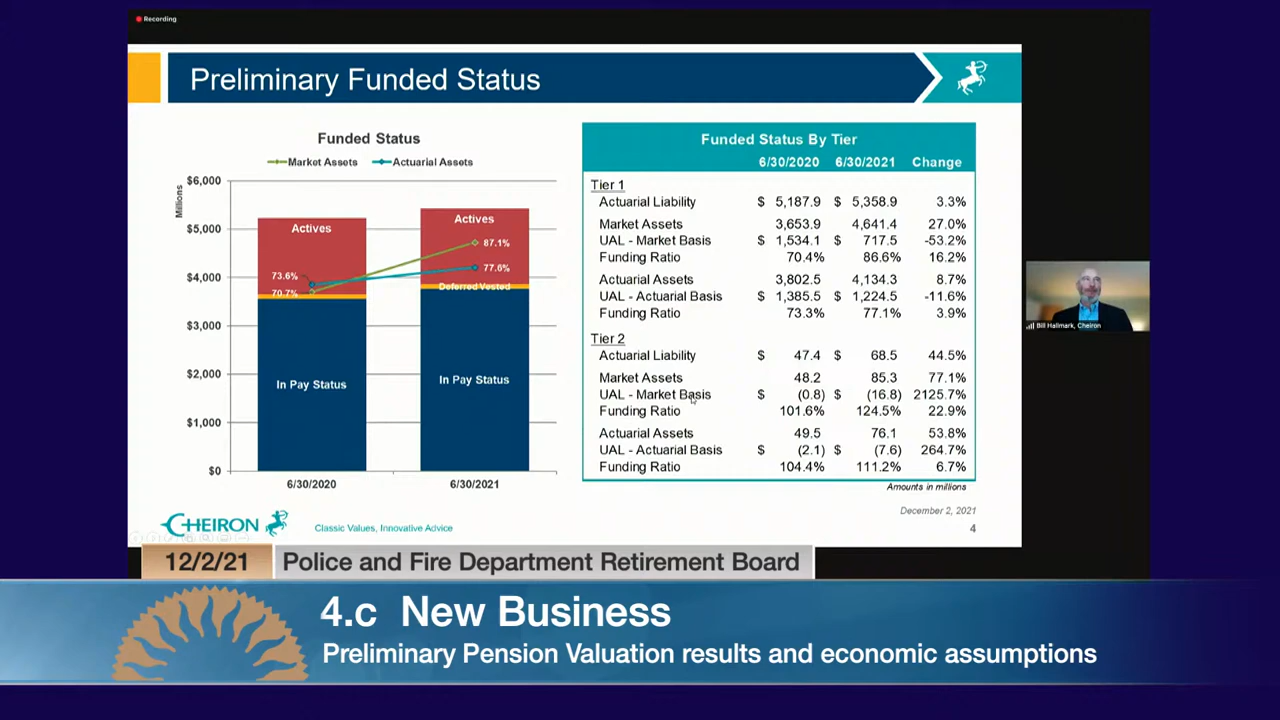 Recording
Preliminary Funded Status
Funded Status
Market Assets Actuarial Assets
Millions
$6,000
$5,000
$4,000
$3,000
$2,000
$1,000
$0
Actives
Actives
87.1%
77.6%
73.6%
70.7%
Deferred Vested
In Pay Status
In Pay Status
6/30/2020 6/30/2021
Funded Status By Tier
6/30/2020 6/30/2021 Change
Tier 1
Actuarial Liability $ 5,187.9 $ 5,358.9 3.3%
Market Assets 3,653.9 4,641.4 27.0%
UAL - Market Basis $ 1,534.1 $ 717.5 -53.2%
Funding Ratio 70.4% 86.6% 16.2%
Actuarial Assets 3,802.5 4,134.3 8.7%
UAL - Actuarial Basis $ 1,385.5 $ 1,224.5 -11.6%
Funding Ratio 73.3% 77.1% 3.9%
Tier 2
Actuarial Liability $ 47.4 $ 68.5 44.5%
Market Assets 48.2 85.3 77.1%
UAL - Market Basis $ (0.8) $ (16.8) 2125.7%
Funding Ratio 101.6% 124.5% 22.9%
Actuarial Assets 49.5 76.1 53.8%
UAL - Actuarial Basis $ (2.1) $ (7.6) 264.7%
Funding Ratio 104.4% 111.2% 6.7%
Amounts in millions
December 2, 2021
CHEIRON Classic Values, Innovative Advice 4
Bill Hallmark, Cheiron
12/2/21 Police and Fire Department Retirement Board
4.c New Business
Preliminary Pension Valuation results and economic assumptions